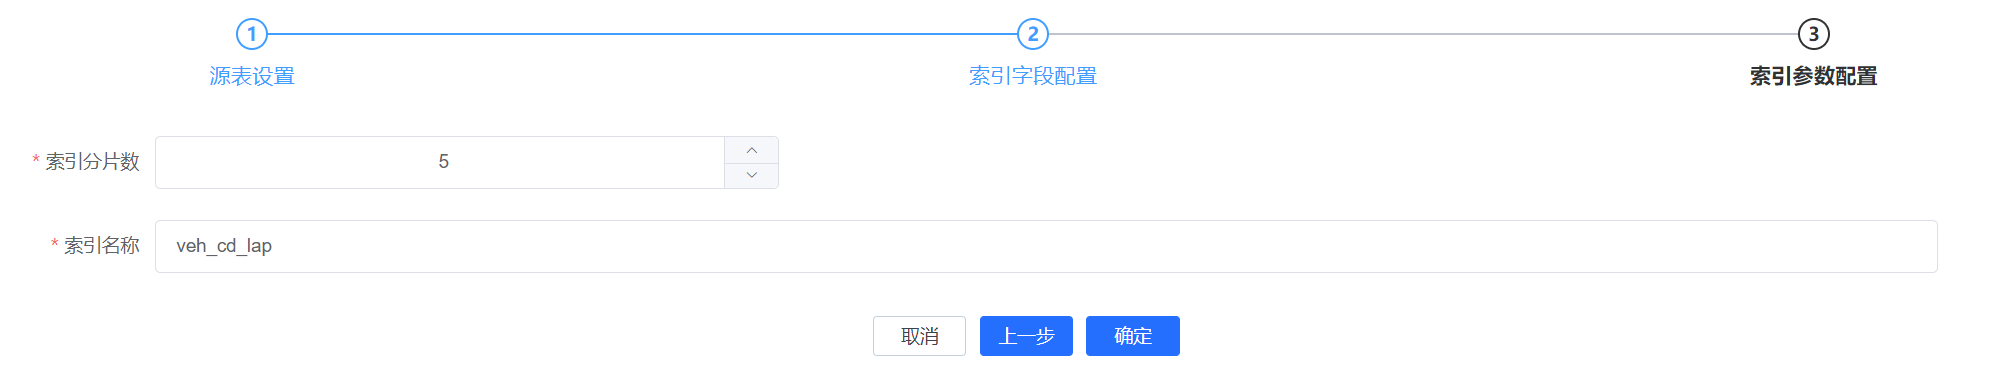 1 2 3
源表设置 索引字段配置 索引参数配置
* 索引分片数 5
* 索引名称 veh_cd_lap
取消 上一步 确定